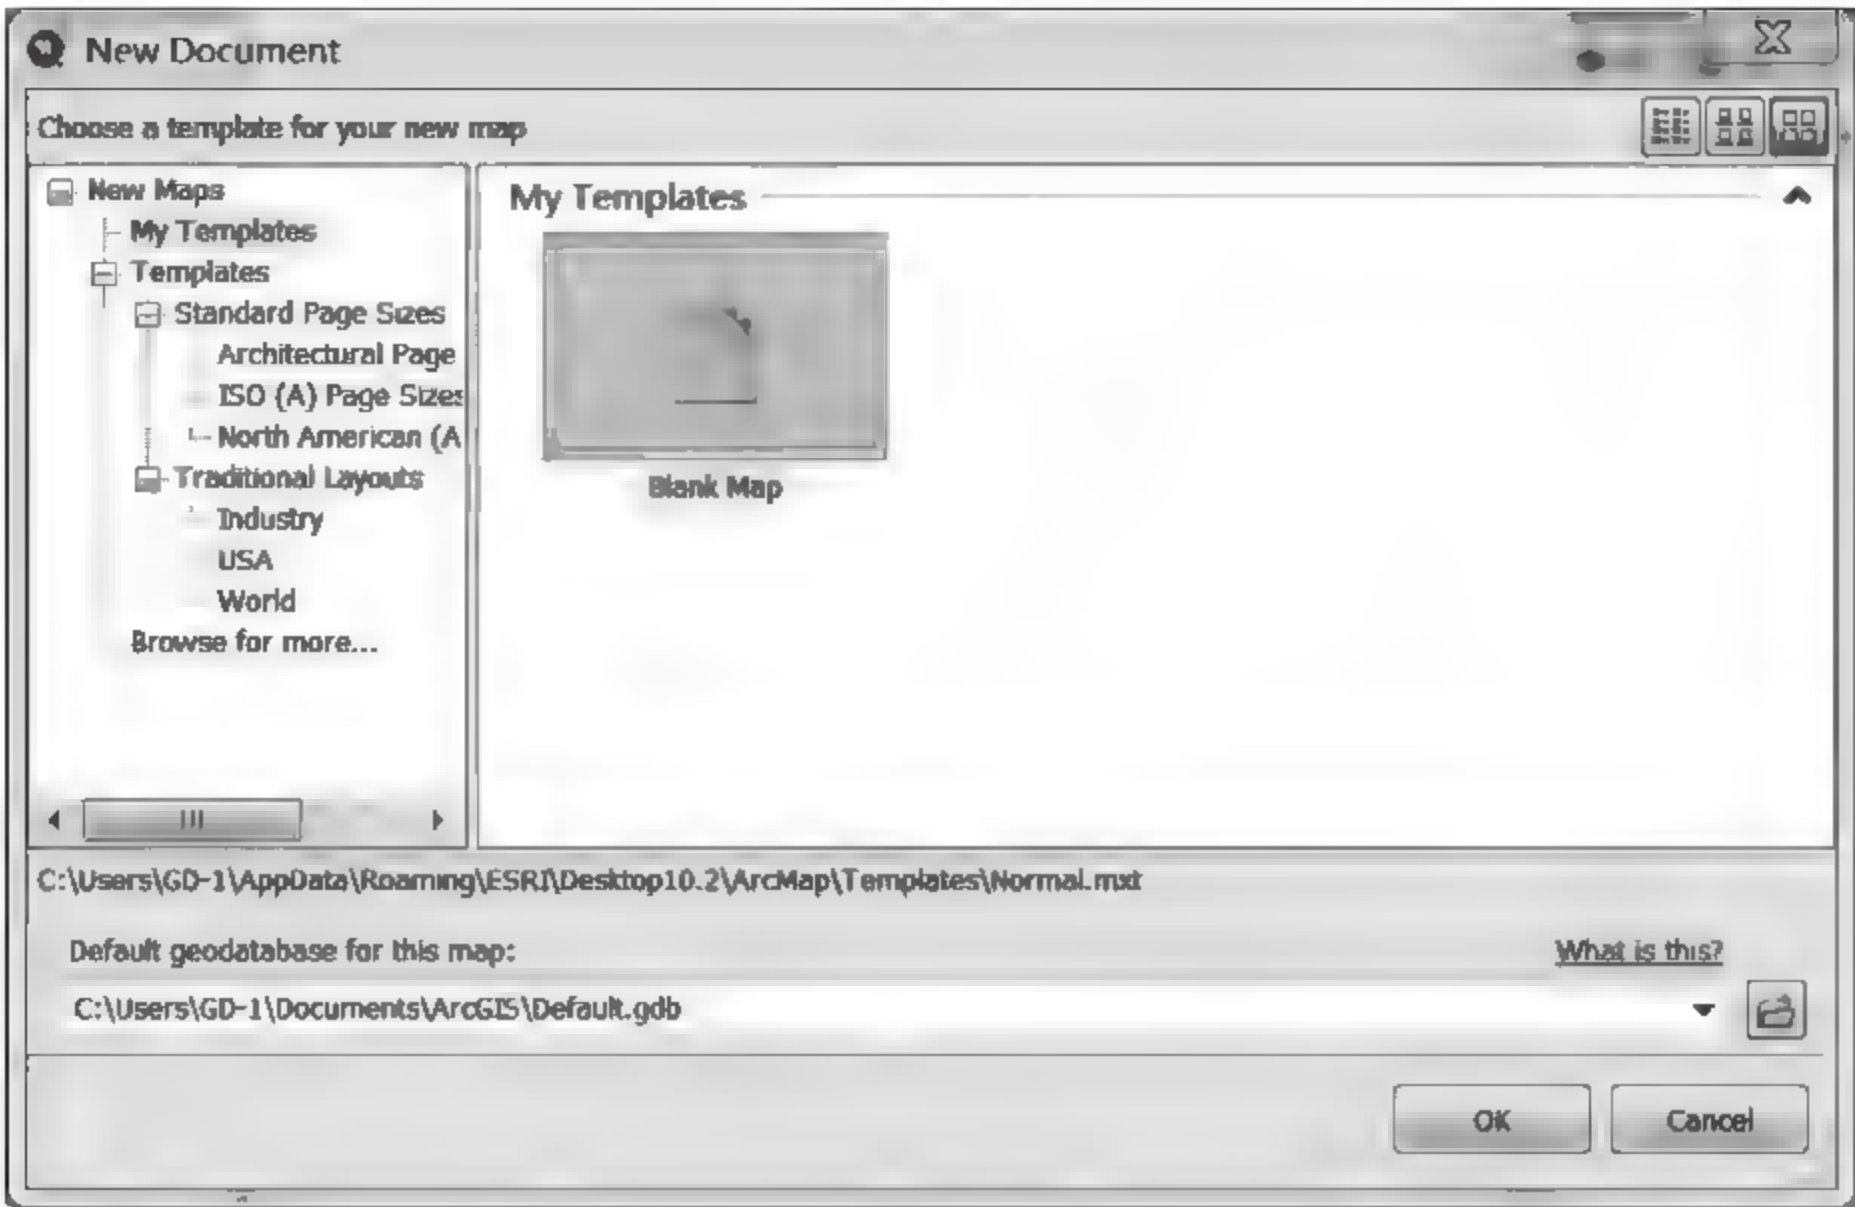 New Document
Choose a template for your new map
New Maps
My Templates
Templates
Standard Page Sizes
Architectural Page
ISO (A) Page Sizes
North American (A
Traditional Layouts
Industry
USA
World
Browse for more...
My Templates
Blank Map
C:\Users\GD-1\AppData\Roaming\ESRI\Desktop10.2\ArcMap\Templates\Normal.mxt
Default geodatabase for this map:
What is this?
C:\Users\GD-1\Documents\ArcGIS\Default.gdb
OK
Cancel